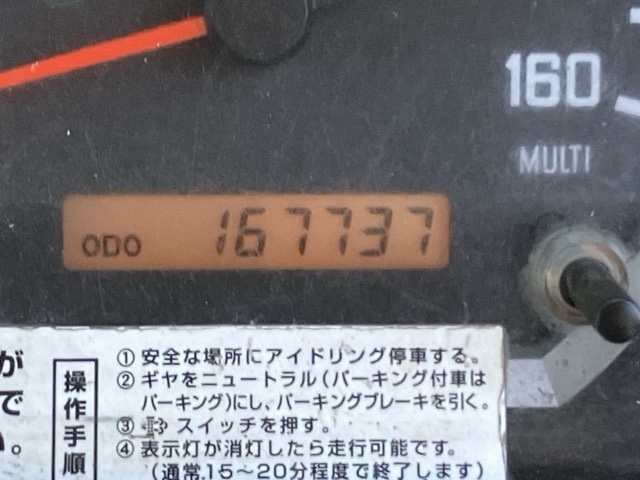 160
MULTI
ODO 167737
が
で
。
操作手順
① 安全な場所にアイドリング停車する。
② ギヤをニュートラル(パーキング付車は
パーキング)にし、パーキングブレーキを引く。
③ スイッチを押す。
④ 表示灯が消灯したら走行可能です。
(通常15～20分程度で終了します)